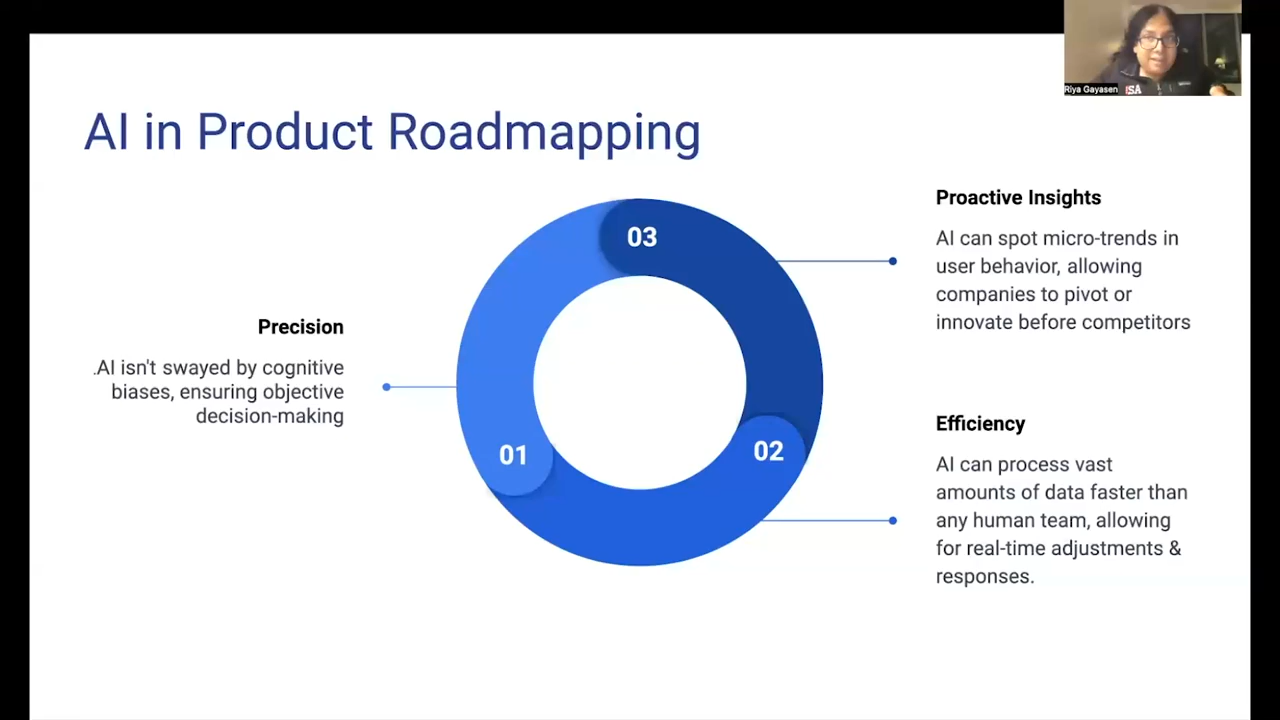 Riya Gayasen
ISA
AI in Product Roadmapping
03
Proactive Insights
AI can spot micro-trends in
user behavior, allowing
companies to pivot or
innovate before competitors
Precision
.AI isn't swayed by cognitive
biases, ensuring objective
decision-making
01
02
Efficiency
AI can process vast
amounts of data faster than
any human team, allowing
for real-time adjustments &
responses.